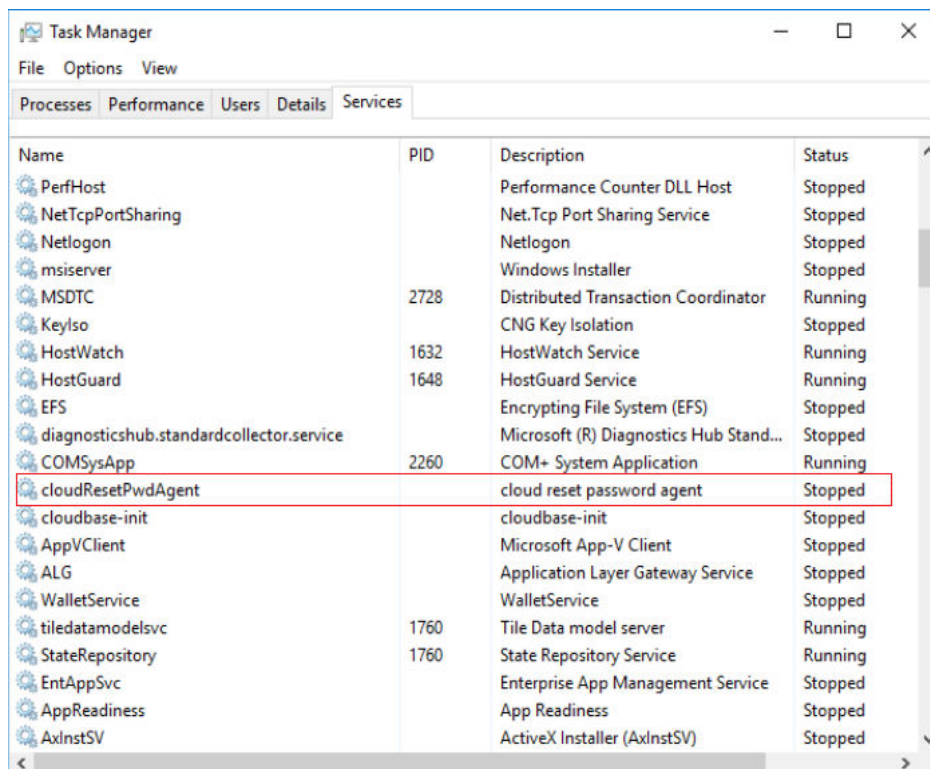 Task Manager
File Options View
Processes Performance Users Details Services
Name PID Description Status
PerfHost Performance Counter DLL Host Stopped
NetTcpPortSharing Net.Tcp Port Sharing Service Stopped
Netlogon Netlogon Stopped
msiserver Windows Installer Stopped
MSDTC 2728 Distributed Transaction Coordinator Running
KeyIso CNG Key Isolation Stopped
HostWatch 1632 HostWatch Service Running
HostGuard 1648 HostGuard Service Running
EFS Encrypting File System (EFS) Stopped
diagnosticshub.standardcollector.service Microsoft (R) Diagnostics Hub Stand... Stopped
COMSysApp 2260 COM+ System Application Running
cloudResetPwdAgent cloud reset password agent Stopped
cloudbase-init cloudbase-init Stopped
AppVClient Microsoft App-V Client Stopped
ALG Application Layer Gateway Service Stopped
WalletService WalletService Stopped
tiledatamodelsvc 1760 Tile Data model server Running
StateRepository 1760 State Repository Service Running
EntAppSvc Enterprise App Management Service Stopped
AppReadiness App Readiness Stopped
AxInstSV ActiveX Installer (AxInstSV) Stopped